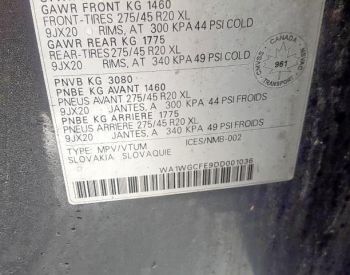 GAWR FRONT KG 1460
FRONT-TIRES 275/45 R20 XL
9JX20 RIMS, AT 300 KPA 44 PSI COLD
GAWR REAR KG 1775
REAR-TIRES 275/45 R20 XL
9JX20 RIMS, AT 340 KPA 49 PSI COLD
PNVB KG 3080
PNBE KG AVANT 1460
PNEUS AVANT 275/45 R20 XL
9JX20 JANTES, A 300 KPA 44 PSI FROIDS
PNBE KG ARRIERE 1775
PNEUS ARRIERE 275/45 R20 XL
9JX20 JANTES, A 340 KPA 49 PSI FROIDS
TYPE: MPV/VTUM ICES/NMB-002
SLOVAKIA SLOVAQUIE
WA1WGCFE9DD001036
CANADA
961
TRANSPORT